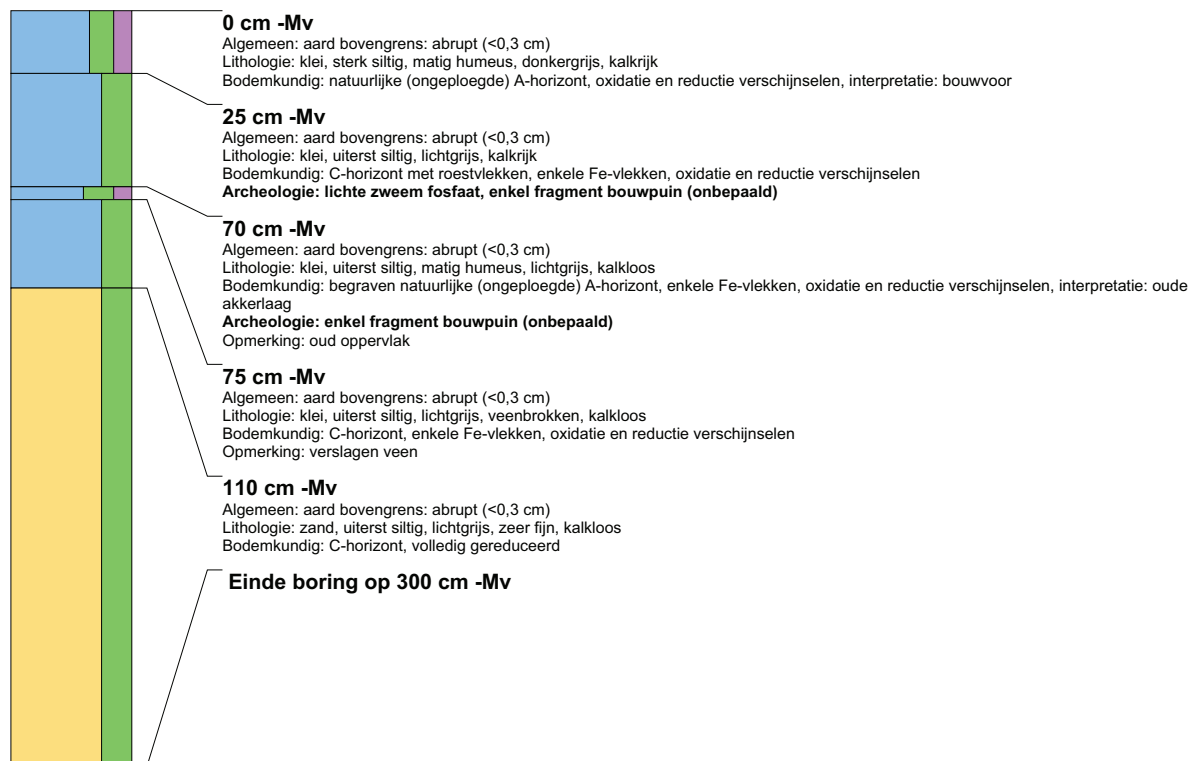 0 cm -Mv
Algemeen: aard bovengrens: abrupt (<0,3 cm)
Lithologie: klei, sterk siltig, matig humeus, donkergrijs, kalkrijk
Bodemkundig: natuurlijke (ongeploegde) A-horizont, oxidatie en reductie verschijnselen, interpretatie: bouwvoor
25 cm -Mv
Algemeen: aard bovengrens: abrupt (<0,3 cm)
Lithologie: klei, uiterst siltig, lichtgrijs, kalkrijk
Bodemkundig: C-horizont met roestvlekken, enkele Fe-vlekken, oxidatie en reductie verschijnselen
Archeologie: lichte zweem fosfaat, enkel fragment bouwpuin (onbepaald)
70 cm -Mv
Algemeen: aard bovengrens: abrupt (<0,3 cm)
Lithologie: klei, uiterst siltig, matig humeus, lichtgrijs, kalkloos
Bodemkundig: begraven natuurlijke (ongeploegde) A-horizont, enkele Fe-vlekken, oxidatie en reductie verschijnselen, interpretatie: oude
akkerlaag
Archeologie: enkel fragment bouwpuin (onbepaald)
Opmerking: oud oppervlak
75 cm -Mv
Algemeen: aard bovengrens: abrupt (<0,3 cm)
Lithologie: klei, uiterst siltig, lichtgrijs, veenbrokken, kalkloos
Bodemkundig: C-horizont, enkele Fe-vlekken, oxidatie en reductie verschijnselen
Opmerking: verslagen veen
110 cm -Mv
Algemeen: aard bovengrens: abrupt (<0,3 cm)
Lithologie: zand, uiterst siltig, lichtgrijs, zeer fijn, kalkloos
Bodemkundig: C-horizont, volledig gereduceerd
Einde boring op 300 cm -Mv